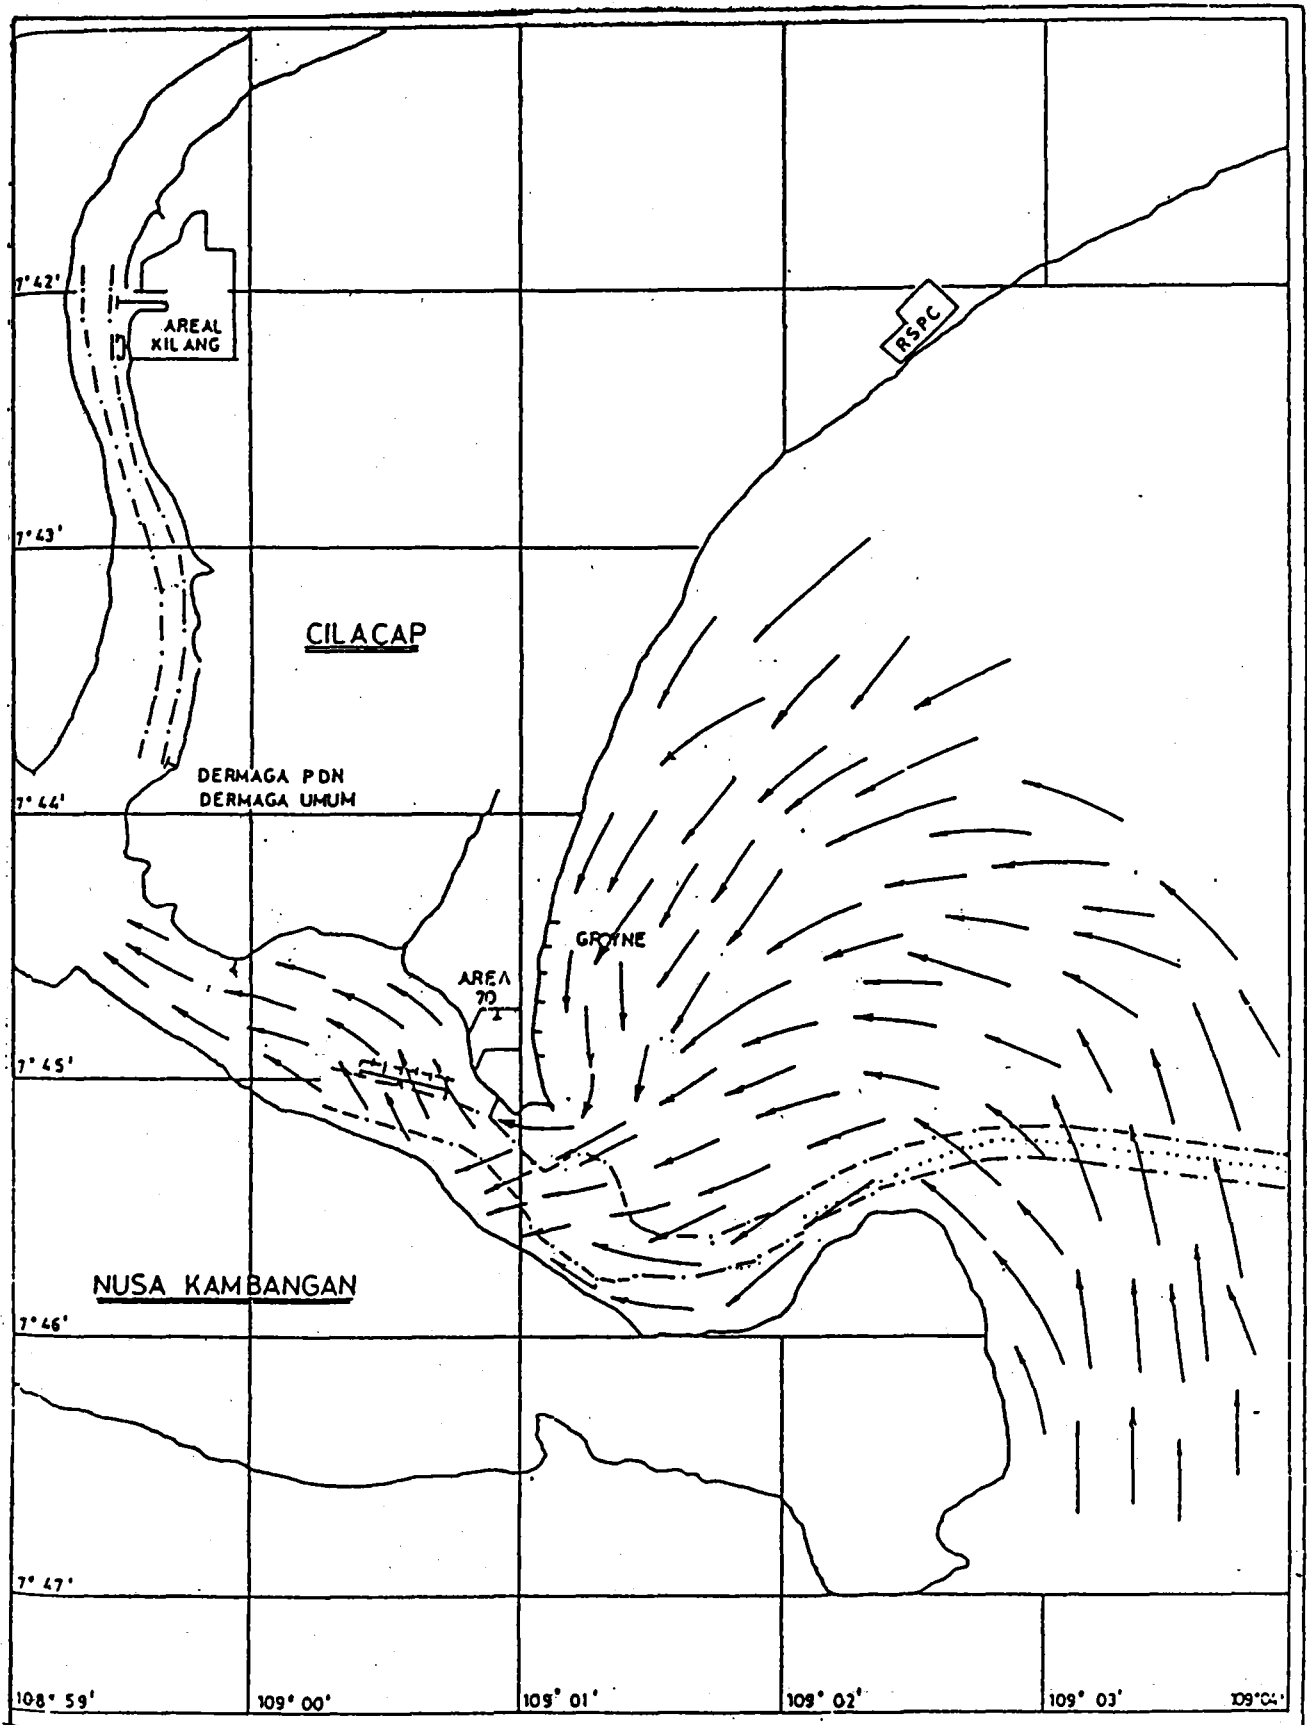 7° 42'
AREAL
KILANG
RSPC
7° 43'
CILACAP
DERMAGA PDN
DERMAGA UMUM
7° 44'
GROYNE
AREA
70
7° 45'
NUSA KAMBANGAN
7° 46'
7° 47'
108° 59'
109° 00'
109° 01'
109° 02'
109° 03'
109° 04'